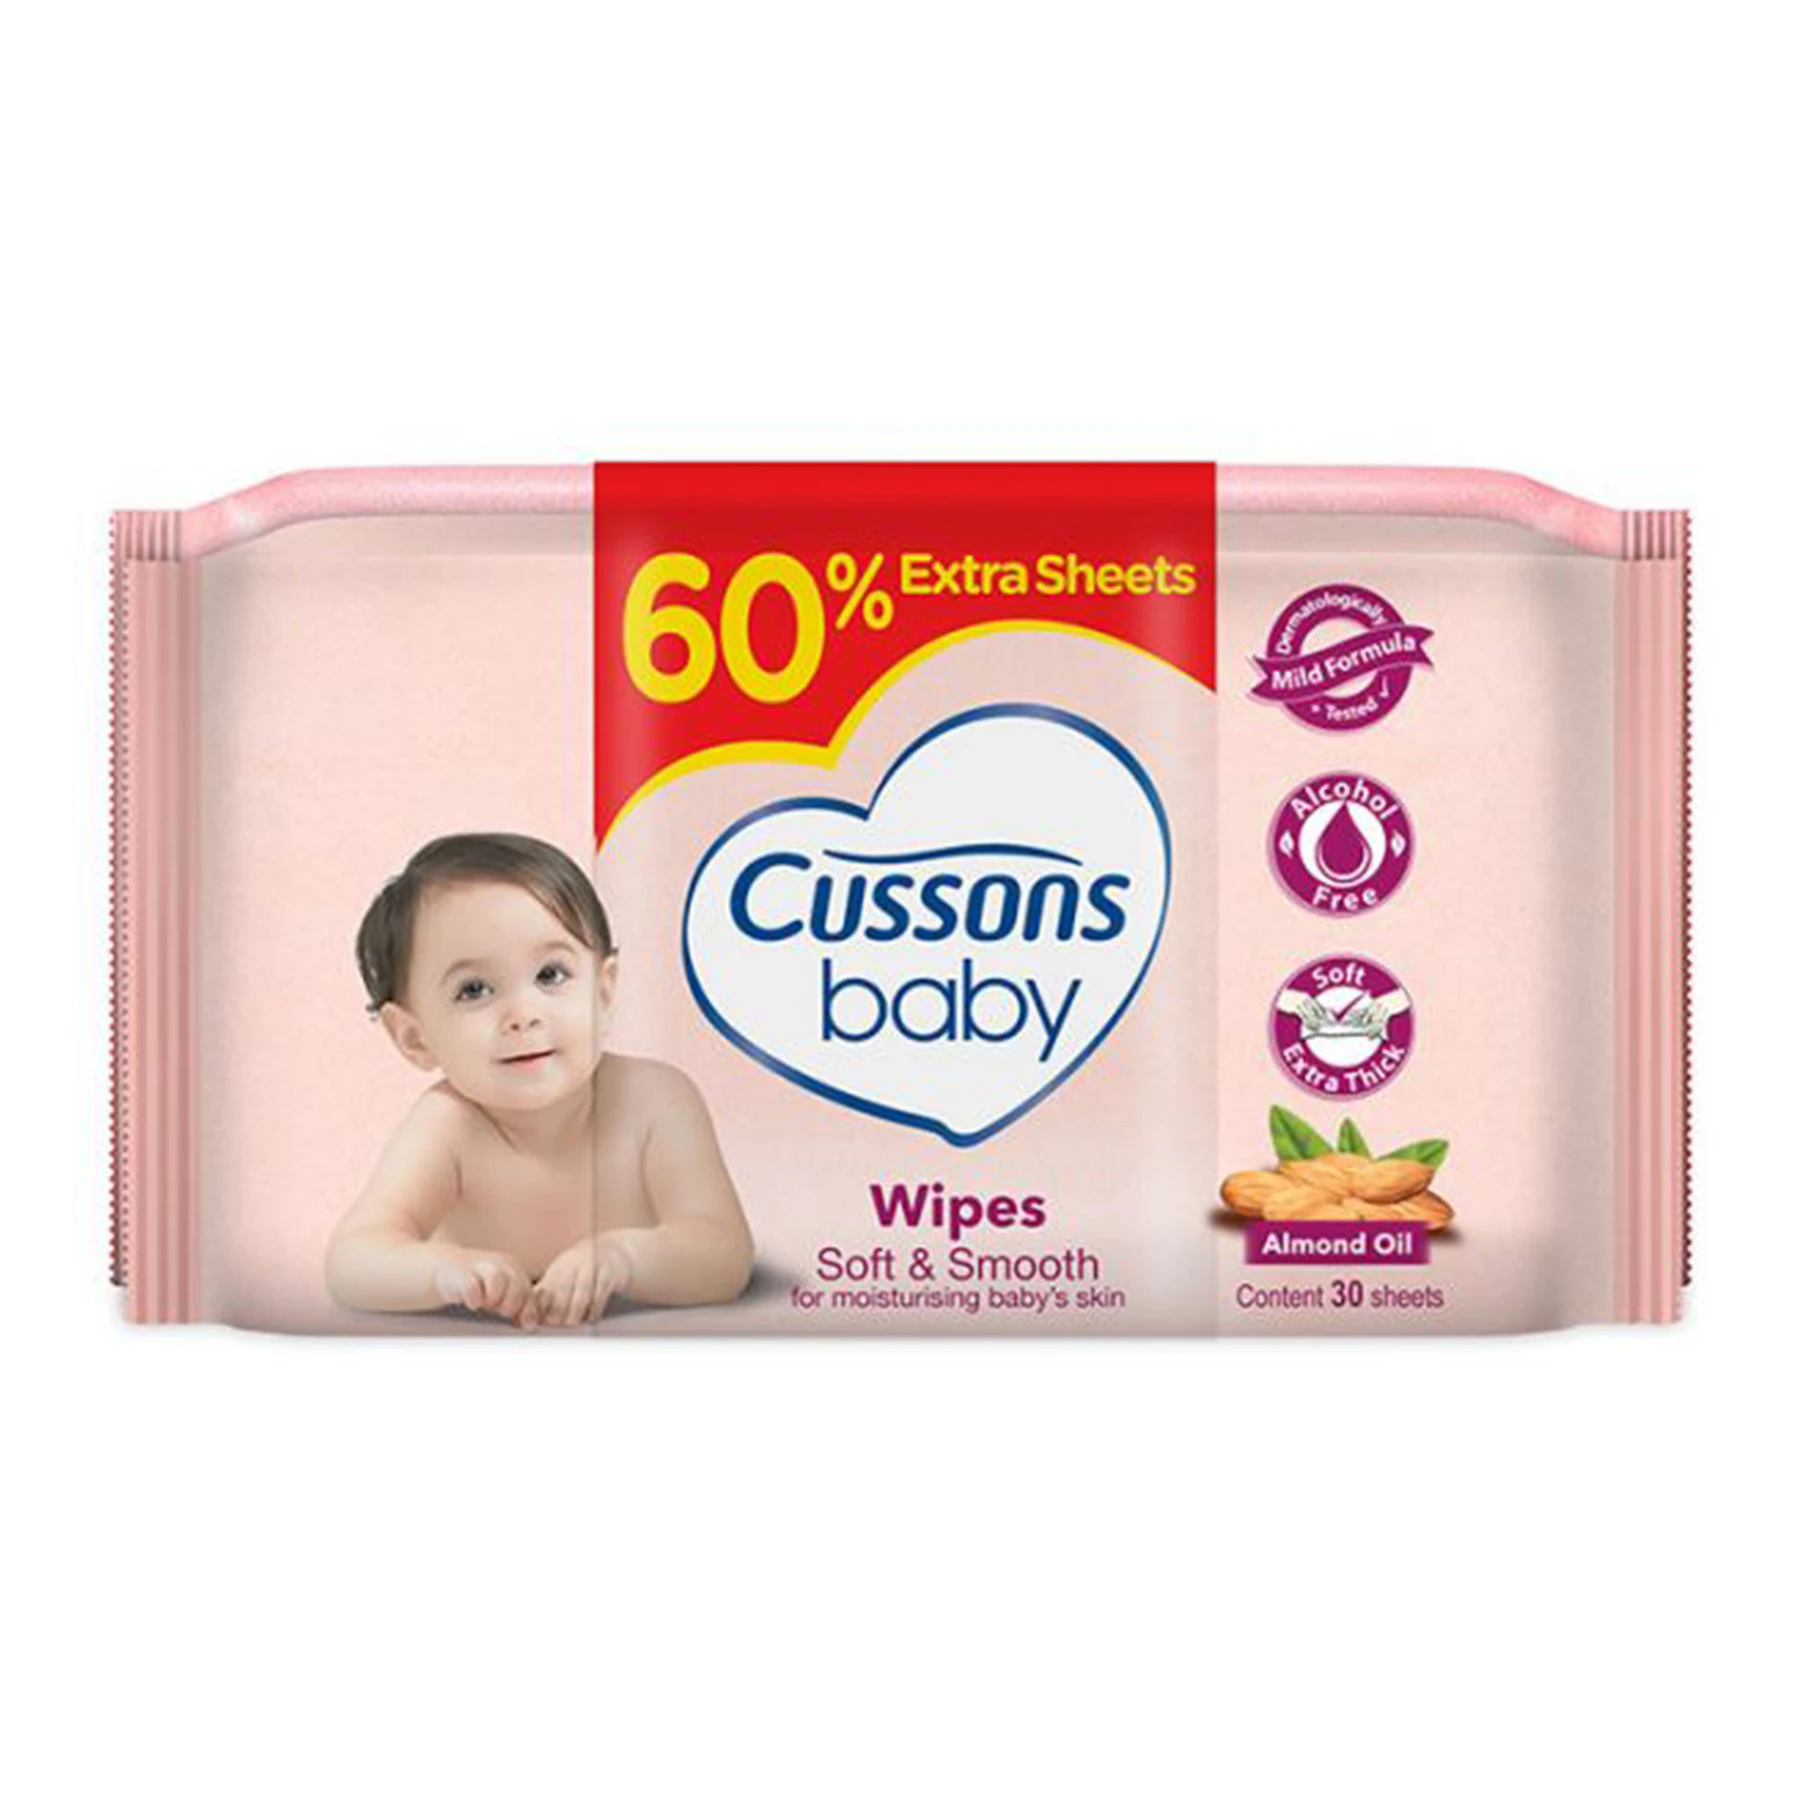 60% Extra Sheets
Cussons
baby
Wipes
Soft & Smooth
for moisturising baby's skin
Dermatologically
Mild Formula
* Tested ✓
Alcohol
Free
Soft
Extra Thick
Almond Oil
Content 30 sheets